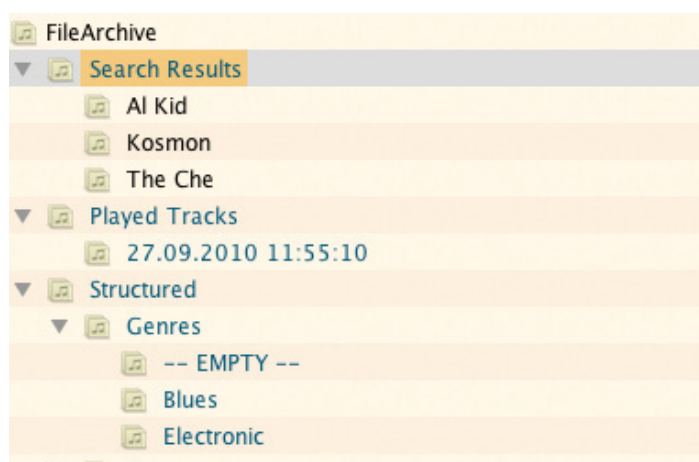 FileArchive
Search Results
Al Kid
Kosmon
The Che
Played Tracks
27.09.2010 11:55:10
Structured
Genres
-- EMPTY --
Blues
Electronic